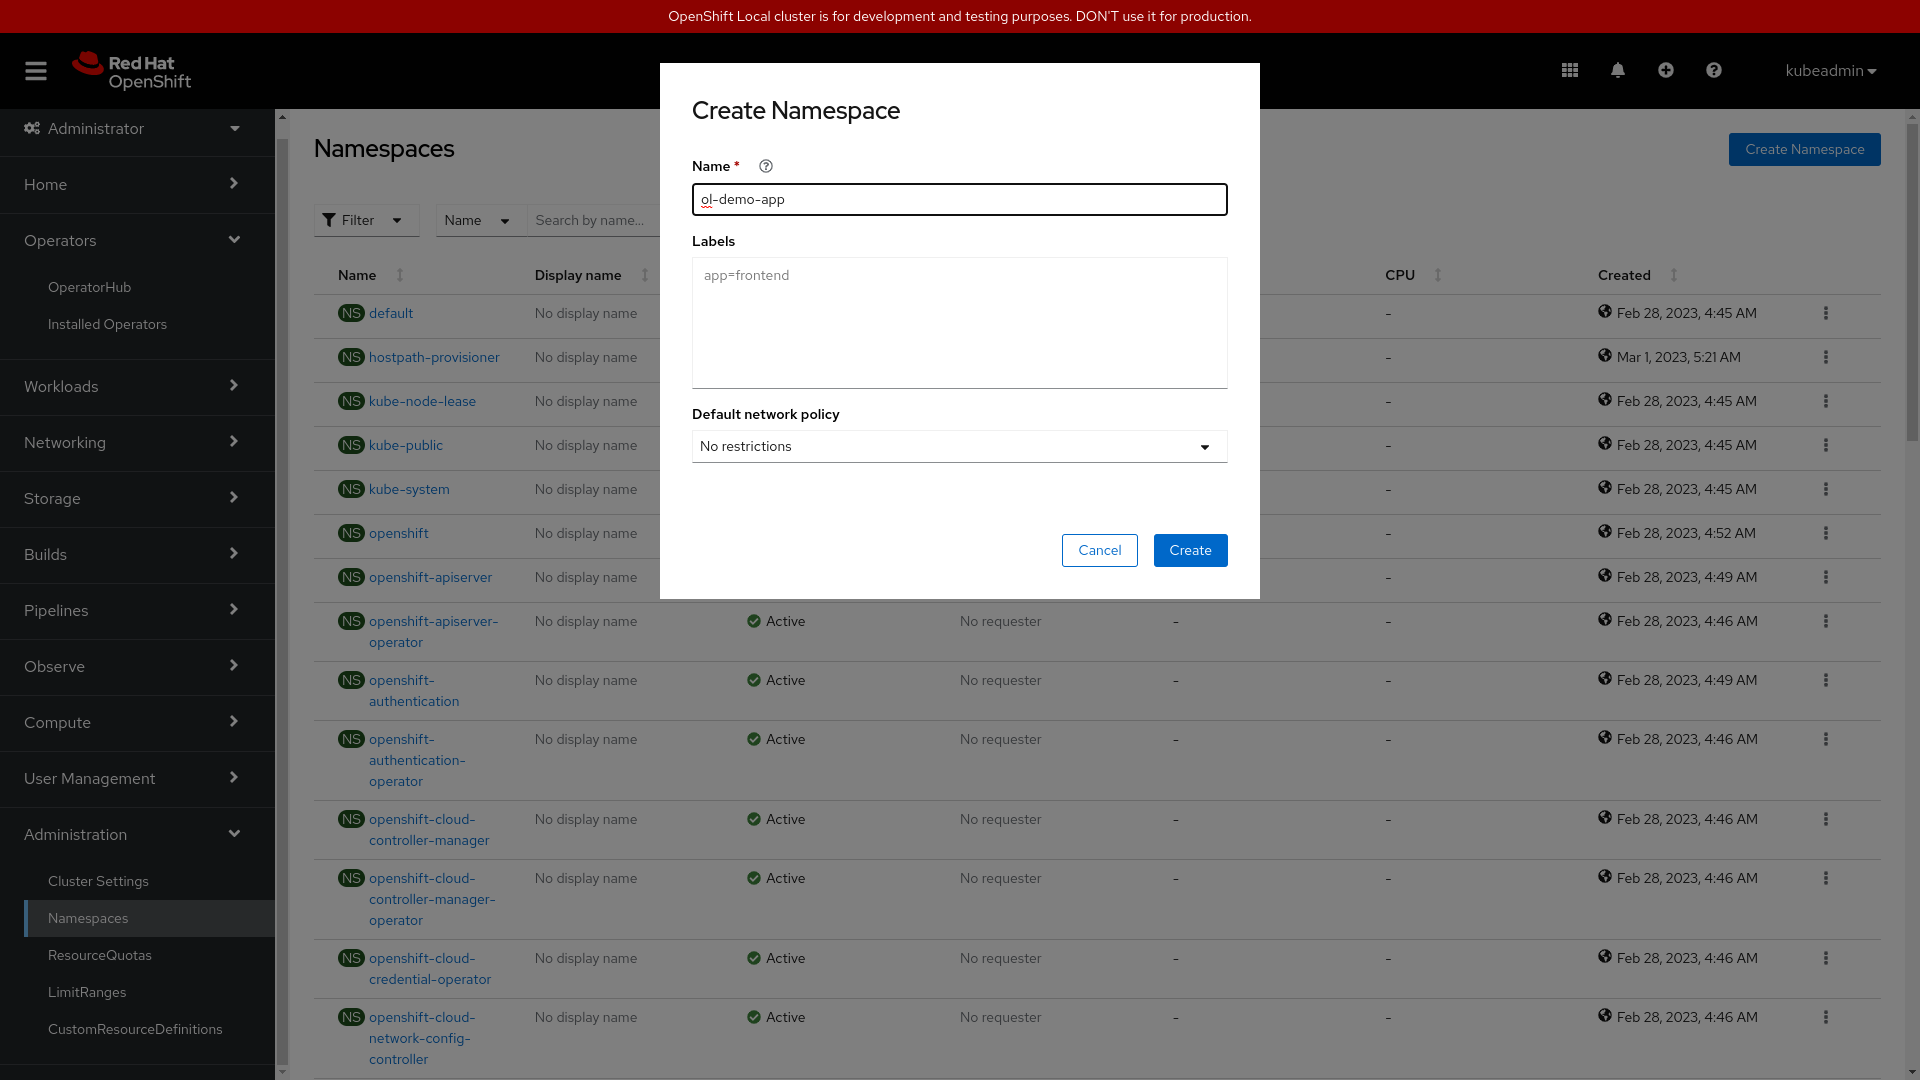 OpenShift Local cluster is for development and testing purposes. DON'T use it for production.
Red Hat
OpenShift
kubeadmin
Administrator
Home
Operators
OperatorHub
Installed Operators
Workloads
Networking
Storage
Builds
Pipelines
Observe
Compute
User Management
Administration
Cluster Settings
Namespaces
ResourceQuotas
LimitRanges
CustomResourceDefinitions
Namespaces
Create Namespace
Filter
Name
Search by name...
Name Display name CPU Created
NS default No display name - Feb 28, 2023, 4:45 AM
NS hostpath-provisioner No display name - Mar 1, 2023, 5:21 AM
NS kube-node-lease No display name - Feb 28, 2023, 4:45 AM
NS kube-public No display name - Feb 28, 2023, 4:45 AM
NS kube-system No display name - Feb 28, 2023, 4:45 AM
NS openshift No display name - Feb 28, 2023, 4:52 AM
NS openshift-apiserver No display name - Feb 28, 2023, 4:49 AM
NS openshift-apiserver- No display name Active No requester - - Feb 28, 2023, 4:46 AM
operator
NS openshift- No display name Active No requester - - Feb 28, 2023, 4:49 AM
authentication
NS openshift- No display name Active No requester - - Feb 28, 2023, 4:46 AM
authentication-
operator
NS openshift-cloud- No display name Active No requester - - Feb 28, 2023, 4:46 AM
controller-manager
NS openshift-cloud- No display name Active No requester - - Feb 28, 2023, 4:46 AM
controller-manager-
operator
NS openshift-cloud- No display name Active No requester - - Feb 28, 2023, 4:46 AM
credential-operator
NS openshift-cloud- No display name Active No requester - - Feb 28, 2023, 4:46 AM
network-config-
controller
Create Namespace
Name *
ol-demo-app
Labels
app=frontend
Default network policy
No restrictions
Cancel
Create